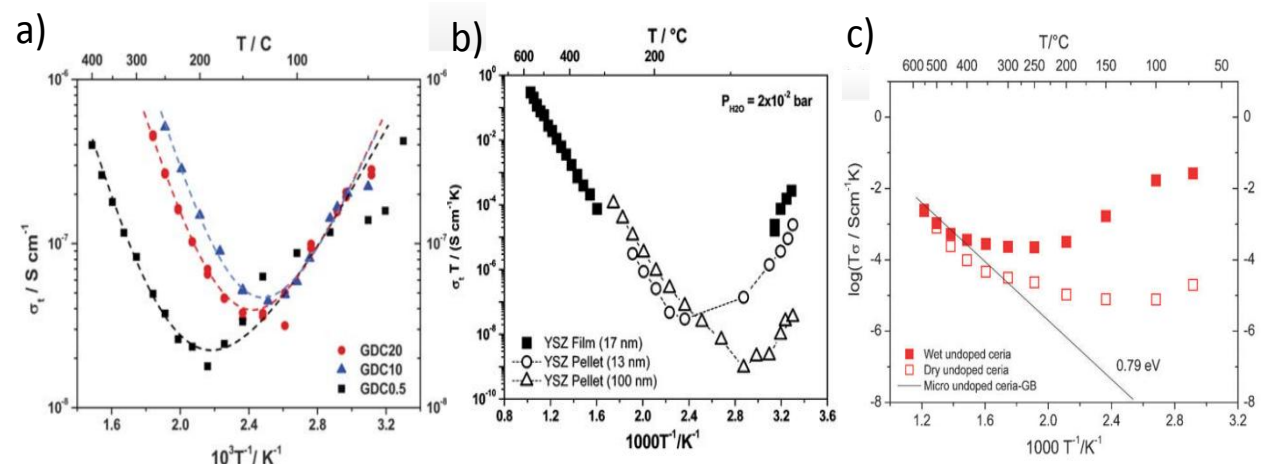 a)
T / C
400 300 200 100
10⁻⁶ 10⁻⁶
10⁻⁷ 10⁻⁷
10⁻⁸ 10⁻⁸
σt / S cm⁻¹
GDC20
GDC10
GDC0.5
1.6 2.0 2.4 2.8 3.2
10³T⁻¹/ K⁻¹
b)
T / °C
600 400 200
P_H2O = 2x10⁻² bar
10⁰
10⁻²
10⁻⁴
10⁻⁶
10⁻⁸
10⁻¹⁰
σt T / (S cm⁻¹K)
YSZ Film (17 nm)
YSZ Pellet (13 nm)
YSZ Pellet (100 nm)
0.8 1.2 1.6 2.0 2.4 2.8 3.2 3.6
1000T⁻¹/K⁻¹
c)
T/°C
600 500 400 300 250 200 150 100 50
0 0
-2 -2
-4 -4
-6 -6
-8 -8
log(Tσ / Scm⁻¹K)
0.79 eV
Wet undoped ceria
Dry undoped ceria
Micro undoped ceria-GB
1.2 1.6 2.0 2.4 2.8 3.2
1000 T⁻¹/K⁻¹